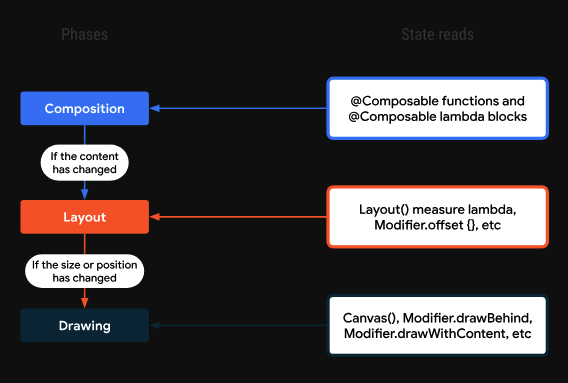 Phases
State reads
Composition
@Composable functions and
@Composable lambda blocks
If the content
has changed
Layout
Layout() measure lambda,
Modifier.offset {}, etc
If the size or position
has changed
Drawing
Canvas(), Modifier.drawBehind,
Modifier.drawWithContent, etc